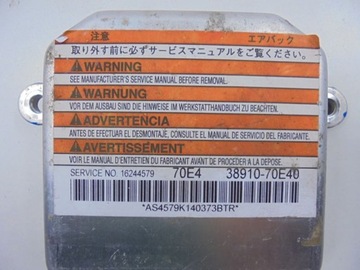 注意 エアバック
取り外す前に必ずサービスマニュアルをご覧ください。
WARNING
SEE MANUFACTURER'S SERVICE MANUAL BEFORE REMOVAL.
WARNUNG
VOR DEM AUSBAU SIND DIE HINWEISE IM WERKSTATTHANDBUCH ZU BEACHTEN.
ADVERTENCIA
ANTES DE EFECTUAR EL DESMONTAJE, CONSULTE EL MANUAL DE SERVICIO DEL FABRICANTE.
AVERTISSEMENT
VOIR LE MANUEL D'ENTRETIEN DU FABRICANT AVANT DE PROCEDER A LA DEPOSE.
SERVICE NO. 16244579 70E4 38910-70E40
*AS4579K140373BTR*